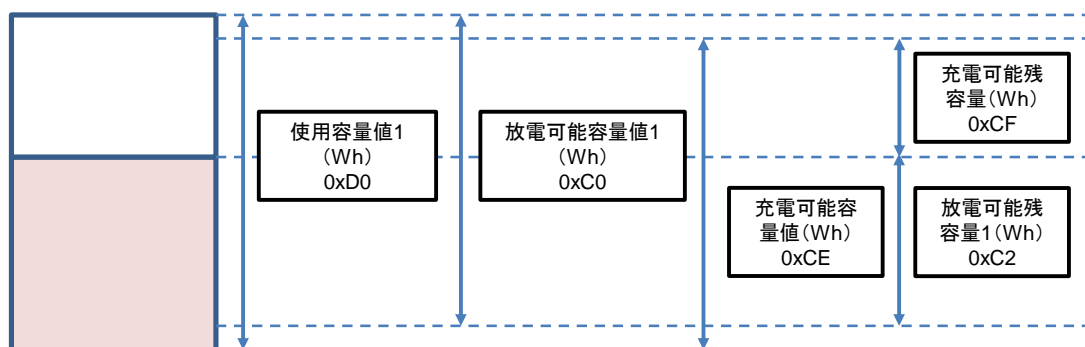 使用容量値1
(Wh)
0xD0
放電可能容量値1
(Wh)
0xC0
充電可能残
容量(Wh)
0xCF
充電可能容
量値(Wh)
0xCE
放電可能残
容量1(Wh)
0xC2